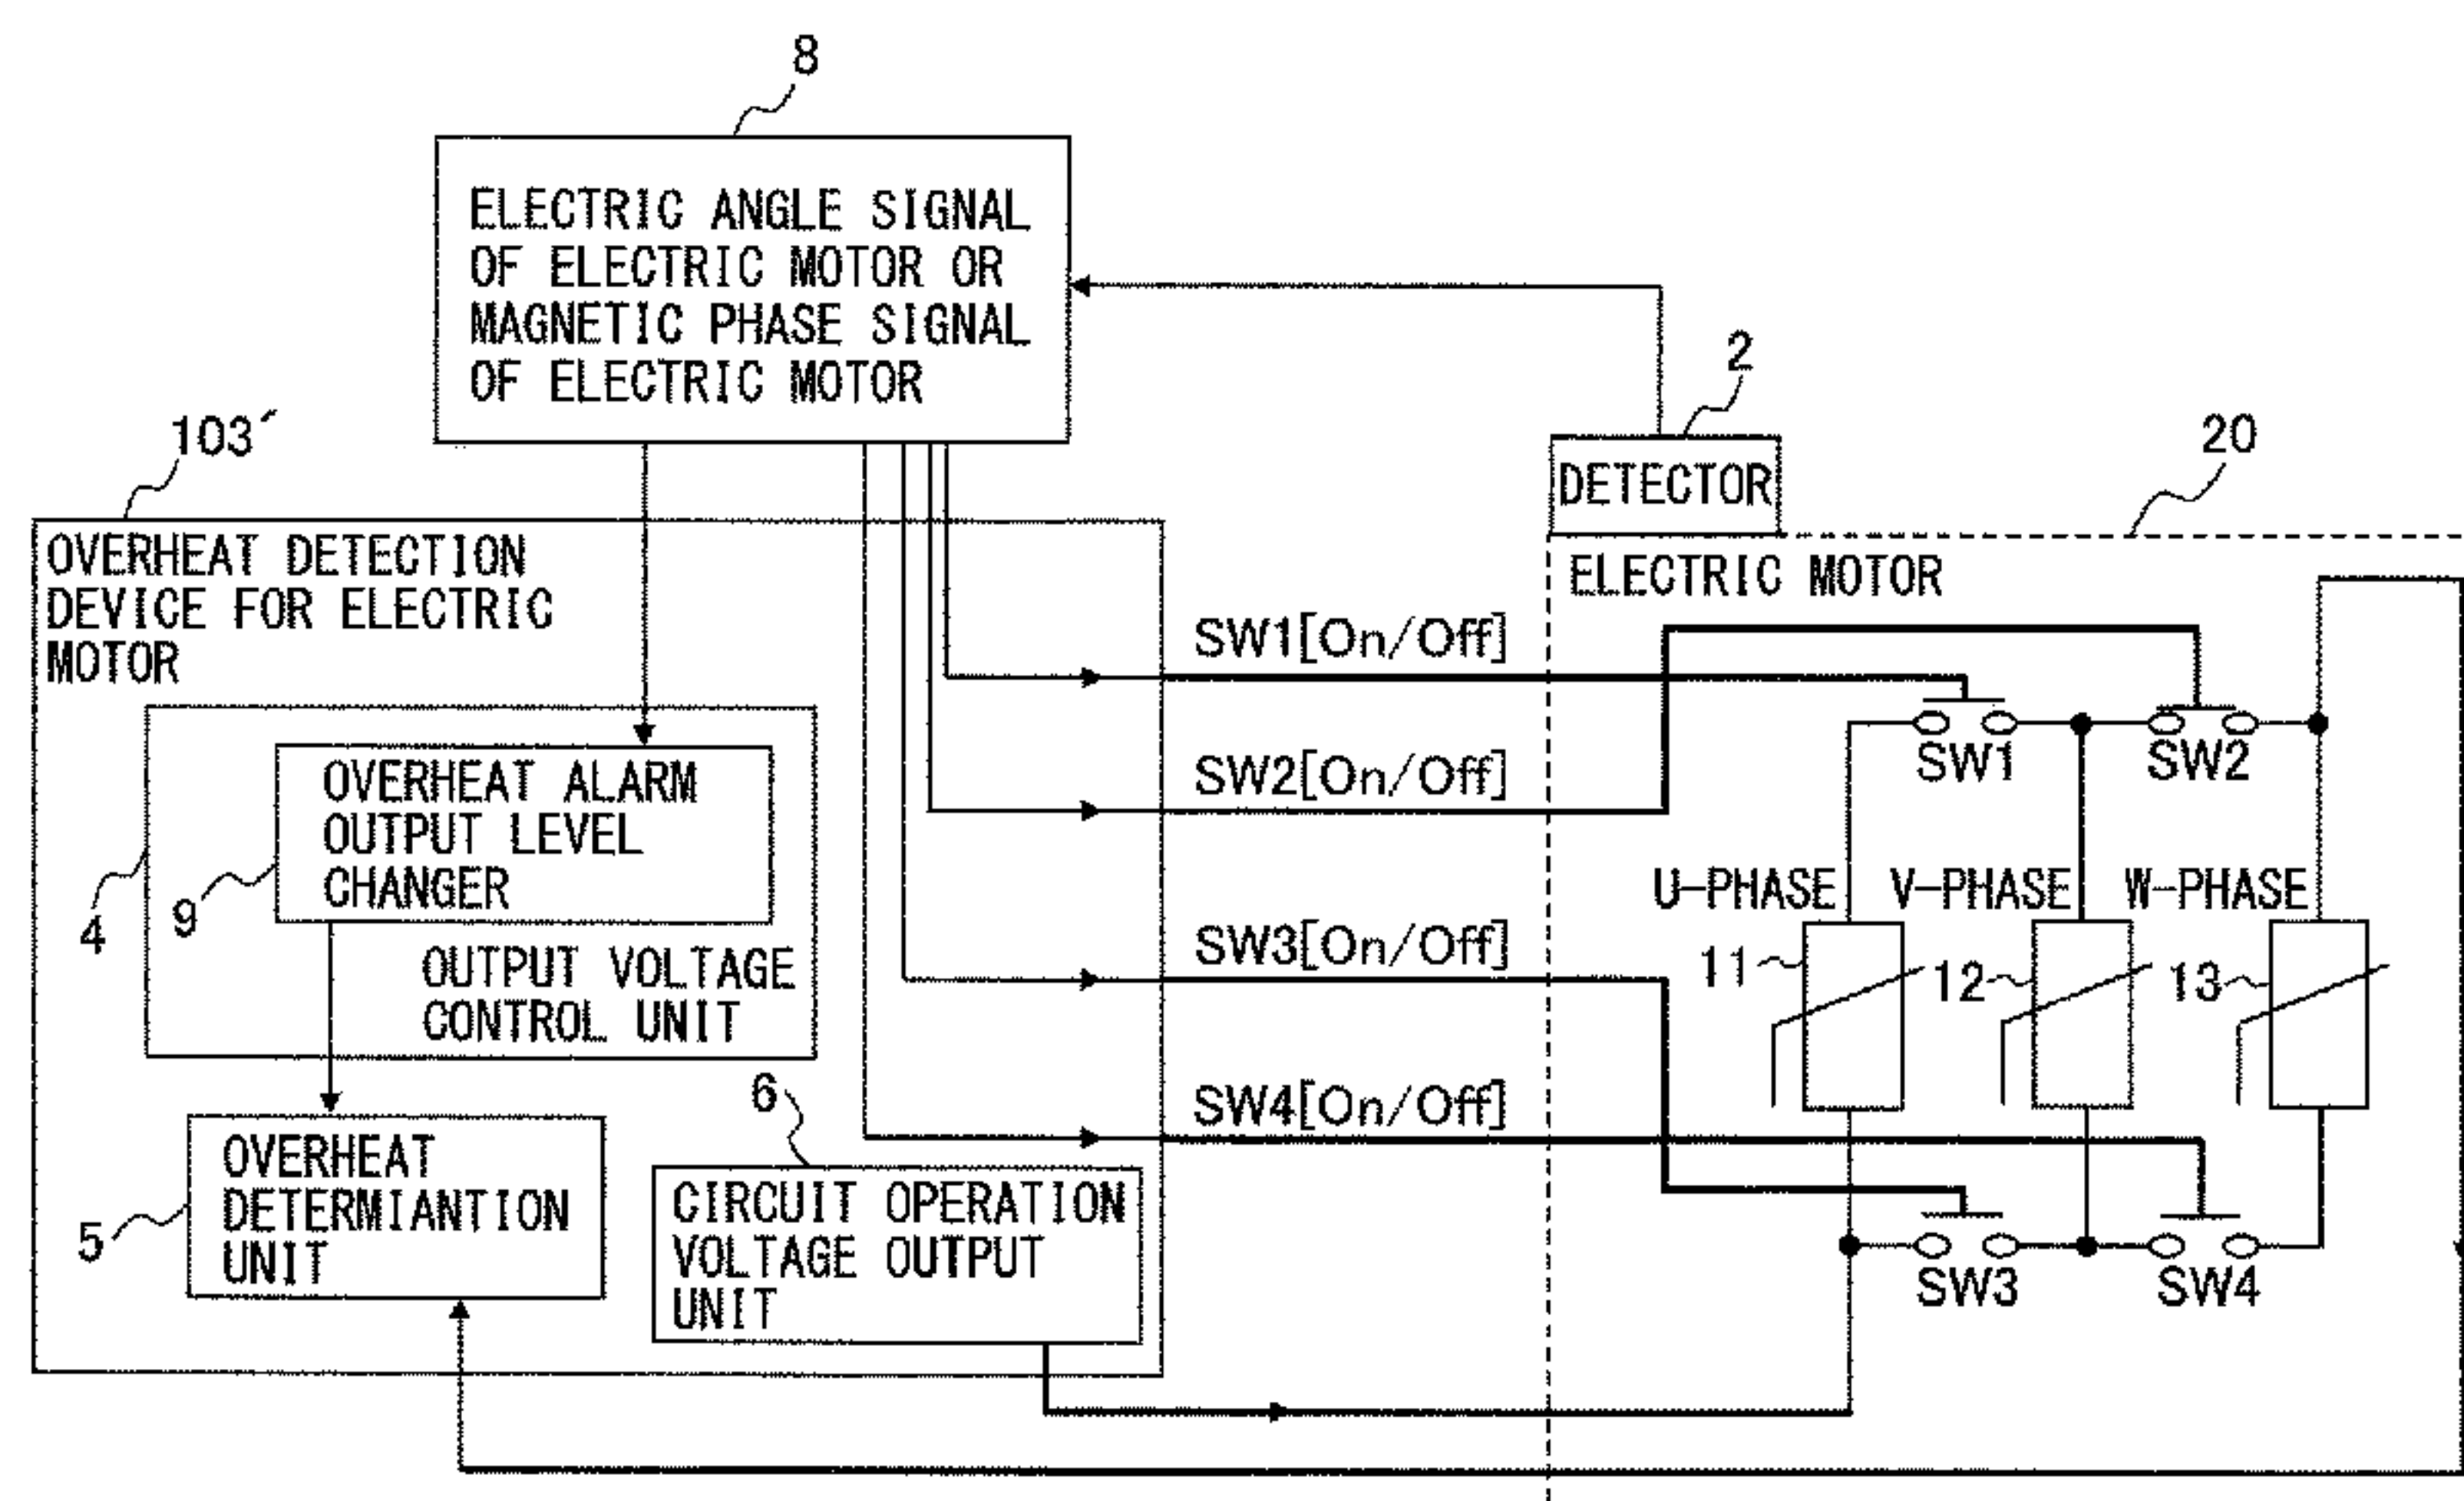 8
ELECTRIC ANGLE SIGNAL
OF ELECTRIC MOTOR OR
MAGNETIC PHASE SIGNAL
OF ELECTRIC MOTOR
2
DETECTOR
20
103´
OVERHEAT DETECTION
DEVICE FOR ELECTRIC
MOTOR
ELECTRIC MOTOR
SW1[On/Off]
SW1
SW2
SW2[On/Off]
OVERHEAT ALARM
OUTPUT LEVEL
CHANGER
4
9
U-PHASE
V-PHASE
W-PHASE
OUTPUT VOLTAGE
CONTROL UNIT
SW3[On/Off]
11
12
13
SW4[On/Off]
6
OVERHEAT
DETERMIANTION
UNIT
5
CIRCUIT OPERATION
VOLTAGE OUTPUT
UNIT
SW3
SW4